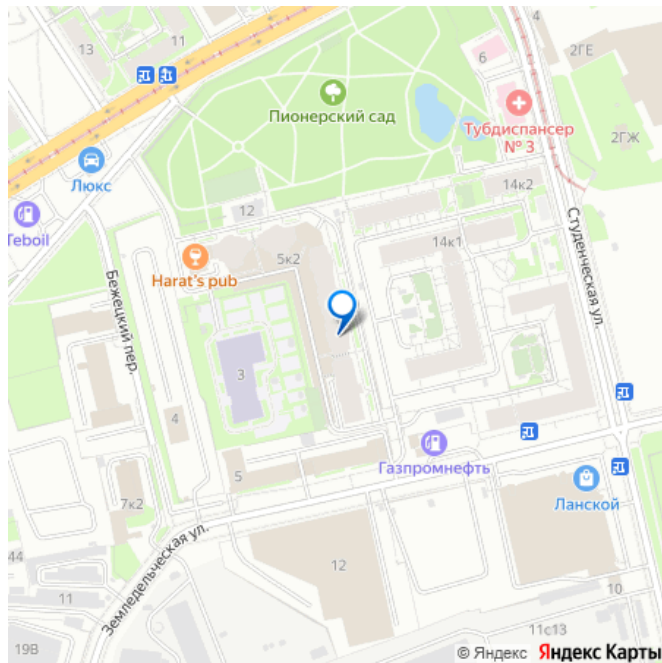 11
13
4
2ГЕ
6
Пионерский сад
Тубдиспансер
№ 3
2ГЖ
Люкс
14к2
Teboil
12
14к1
Студенческая ул.
5к2
Harat's pub
Бежецкий пер.
3
4
Газпромнефть
5
Ланской
7к2
Земледельческая ул.
44
12
10
11
11с13
19В
© Яндекс Яндекс Карты